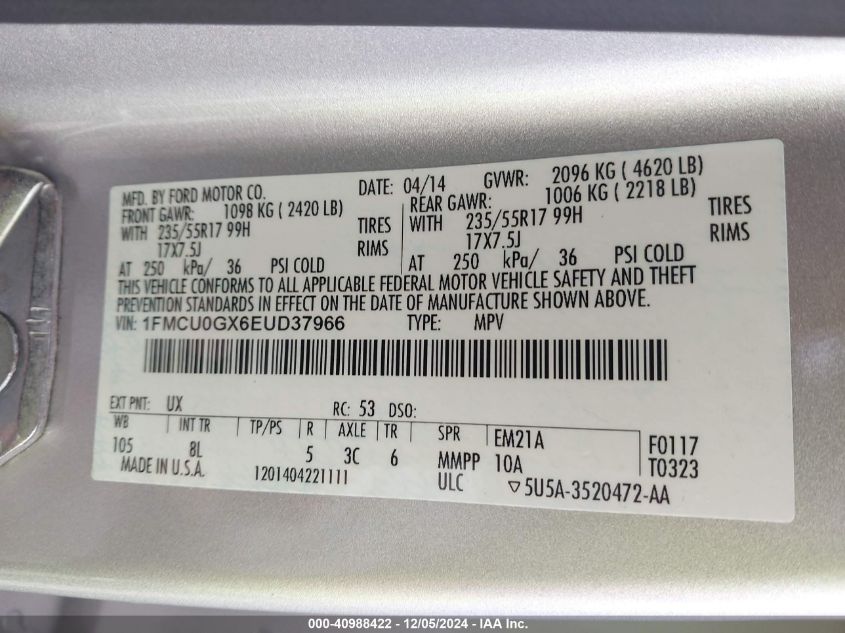 MFD. BY FORD MOTOR CO. DATE: 04/14 GVWR: 2096 KG ( 4620 LB)
FRONT GAWR: 1098 KG ( 2420 LB) REAR GAWR: 1006 KG ( 2218 LB)
WITH 235/55R17 99H TIRES WITH 235/55R17 99H TIRES
17X7.5J RIMS 17X7.5J RIMS
AT 250 kPa/ 36 PSI COLD AT 250 kPa/ 36 PSI COLD
THIS VEHICLE CONFORMS TO ALL APPLICABLE FEDERAL MOTOR VEHICLE SAFETY AND THEFT
PREVENTION STANDARDS IN EFFECT ON THE DATE OF MANUFACTURE SHOWN ABOVE.
VIN: 1FMCU0GX6EUD37966 TYPE: MPV
EXT PNT: UX RC: 53 DSO:
WB INT TR TP/PS R AXLE TR SPR EM21A F0117
105 8L 5 3C 6 MMPP 10A T0323
MADE IN U.S.A. 1201404221111 ULC ▽5U5A-3520472-AA
000-40988422 - 12/05/2024 - IAA Inc.